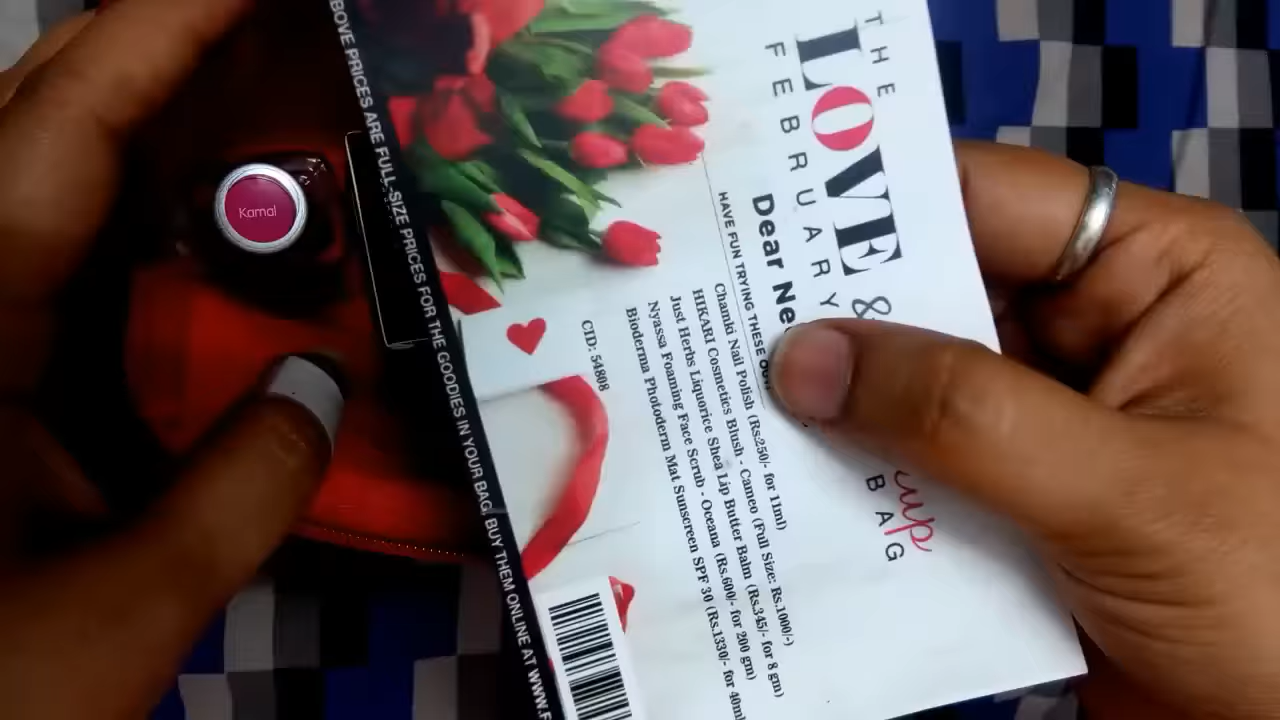 THE
LOVE &
FEBRUARY
cup
BAG
Dear
HAVE FUN TRYING THESE
Chamki Nail Polish (Rs.250/- for 11ml)
HIKARI Cosmetics Blush - Cameo (Full Size: Rs.1000/-)
Just Herbs Liquorice Shea Lip Butter Balm (Rs.345/- for 8 gm)
Nyassa Foaming Face Scrub - Oceana (Rs.600/- for 200 gm)
Bioderma Photoderm Mat Sunscreen SPF 30 (Rs.1330/- for 40ml
CID: 54808
BOVE PRICES ARE FULL-SIZE PRICES FOR THE GOODIES IN YOUR BAG. BUY THEM ONLINE AT WWW.F
Kamal